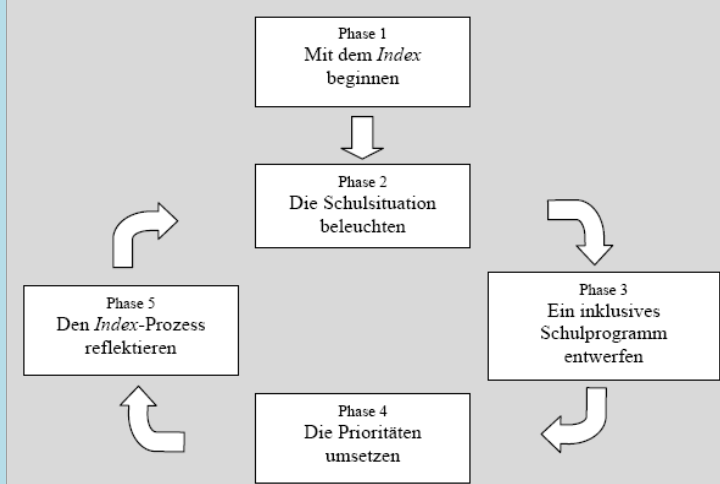 Phase 1
Mit dem Index
beginnen
Phase 2
Die Schulsituation
beleuchten
Phase 3
Ein inklusives
Schulprogramm
entwerfen
Phase 4
Die Prioritäten
umsetzen
Phase 5
Den Index-Prozess
reflektieren